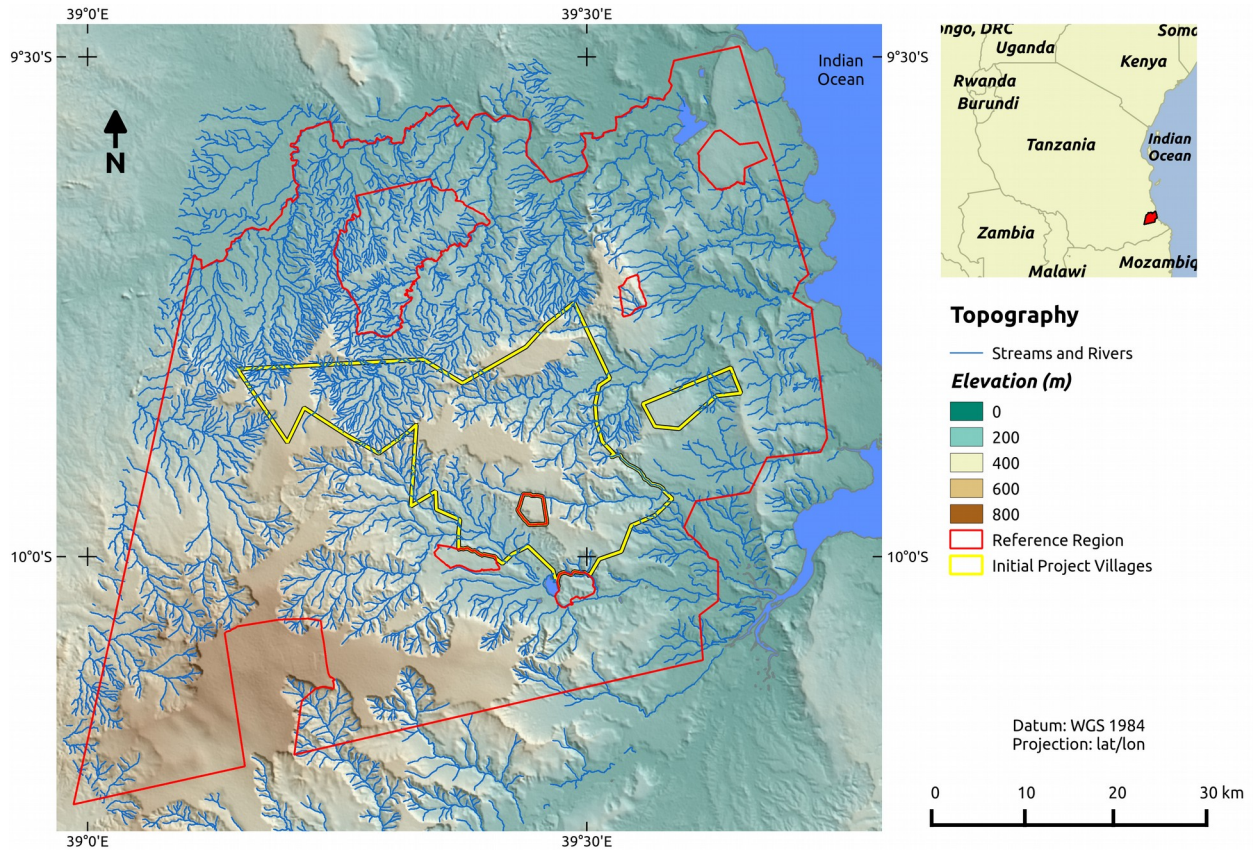 39°0'E
39°30'E
9°30'S
9°30'S
Indian
Ocean
N
10°0'S
10°0'S
39°0'E
39°30'E
ongo, DRC
Soma
Uganda
Kenya
Rwanda
Burundi
Tanzania
Indian
Ocean
Zambia
Malawi
Mozambiq
Topography
Streams and Rivers
Elevation (m)
0
200
400
600
800
Reference Region
Initial Project Villages
Datum: WGS 1984
Projection: lat/lon
0 10 20 30 km